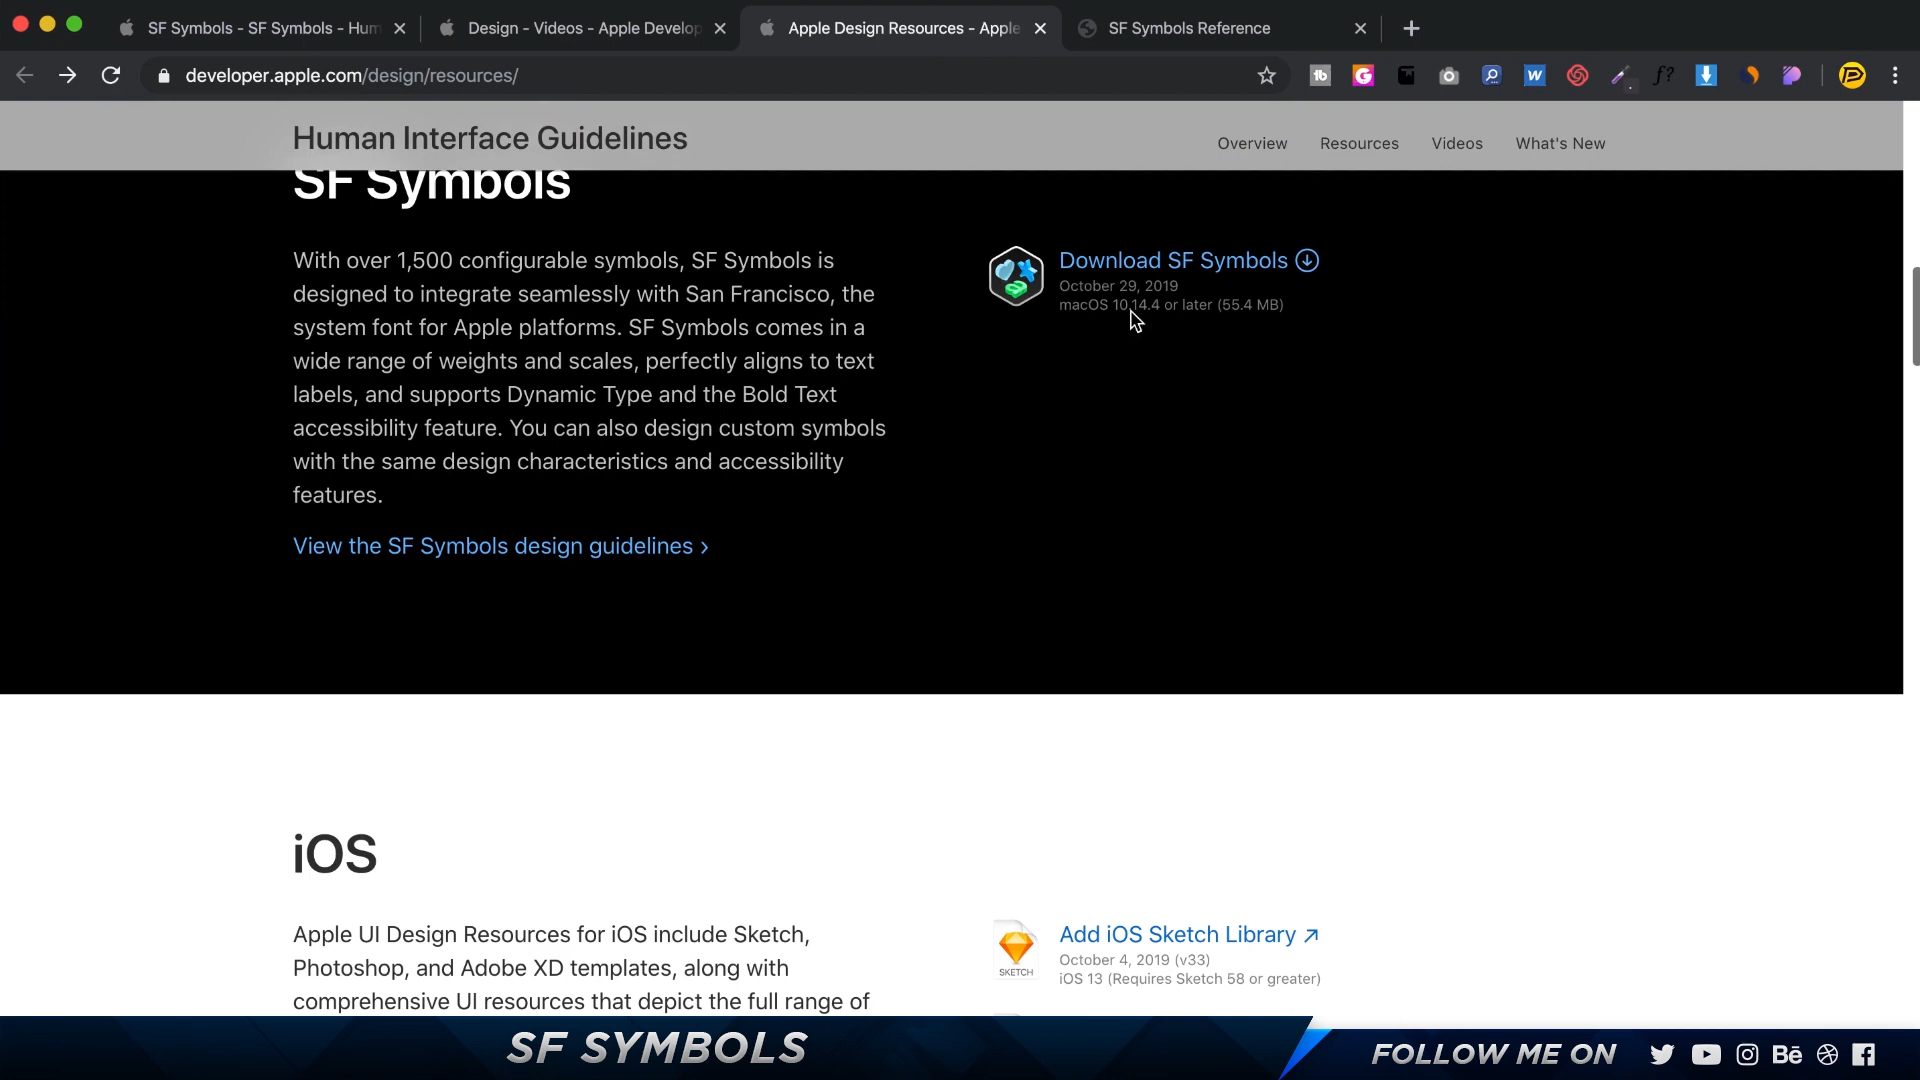 SF Symbols - SF Symbols - Hum
Design - Videos - Apple Develop
Apple Design Resources - Apple
SF Symbols Reference
developer.apple.com/design/resources/
Human Interface Guidelines
Overview
Resources
Videos
What's New
SF Symbols
With over 1,500 configurable symbols, SF Symbols is
designed to integrate seamlessly with San Francisco, the
system font for Apple platforms. SF Symbols comes in a
wide range of weights and scales, perfectly aligns to text
labels, and supports Dynamic Type and the Bold Text
accessibility feature. You can also design custom symbols
with the same design characteristics and accessibility
features.
View the SF Symbols design guidelines ›
Download SF Symbols
October 29, 2019
macOS 10.14.4 or later (55.4 MB)
iOS
Apple UI Design Resources for iOS include Sketch,
Photoshop, and Adobe XD templates, along with
comprehensive UI resources that depict the full range of
SKETCH
Add iOS Sketch Library ↗
October 4, 2019 (v33)
iOS 13 (Requires Sketch 58 or greater)
SF SYMBOLS
FOLLOW ME ON
Bē